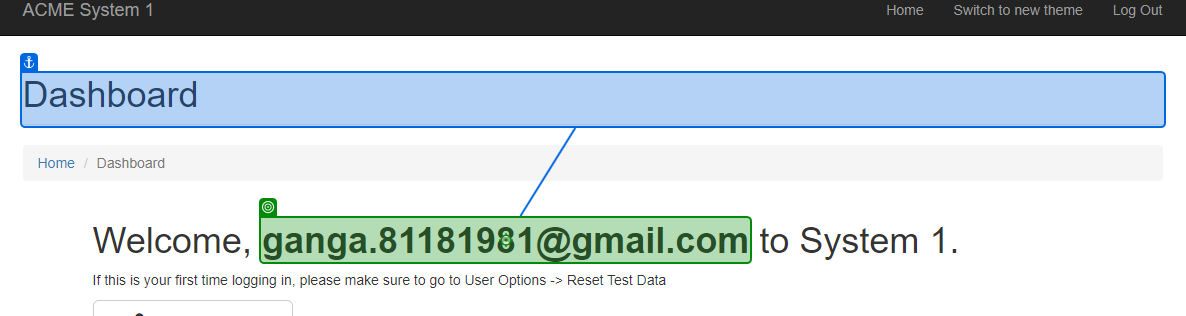 ACME System 1 Home Switch to new theme Log Out
Dashboard
Home / Dashboard
Welcome, ganga.81181981@gmail.com to System 1.
If this is your first time logging in, please make sure to go to User Options -> Reset Test Data